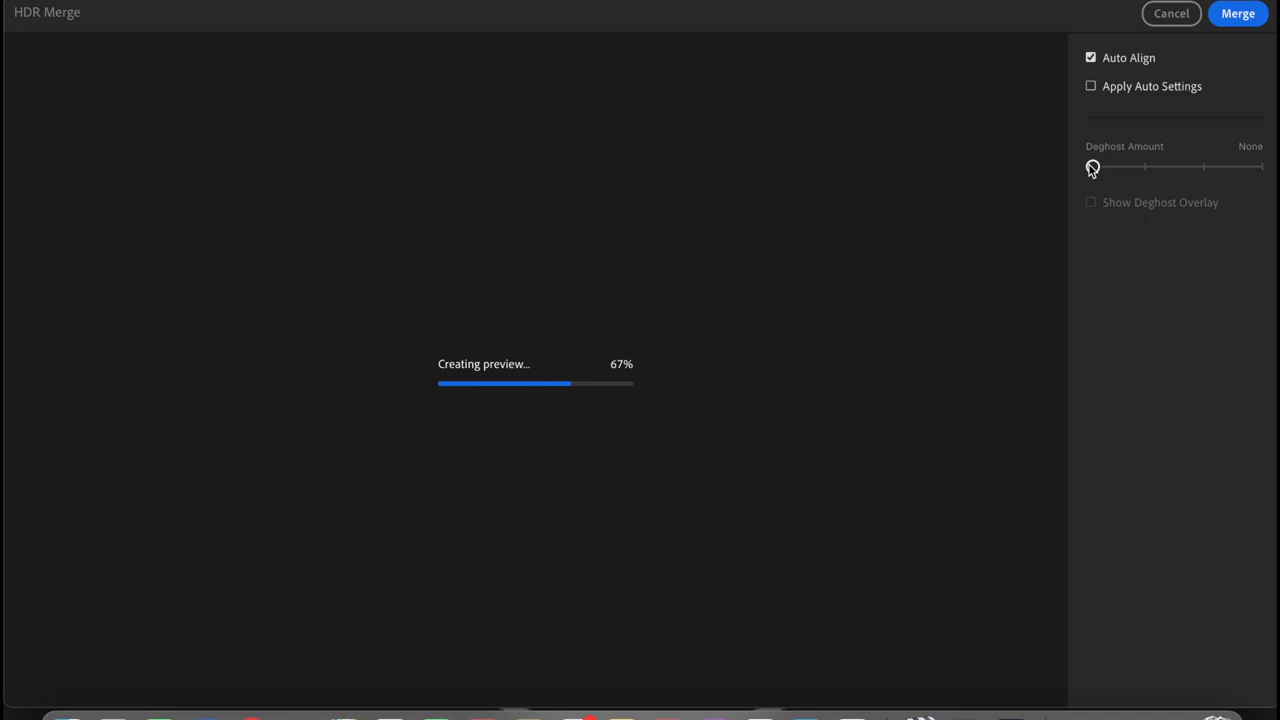 HDR Merge
Cancel
Merge
Auto Align
Apply Auto Settings
Deghost Amount None
Show Deghost Overlay
Creating preview... 67%